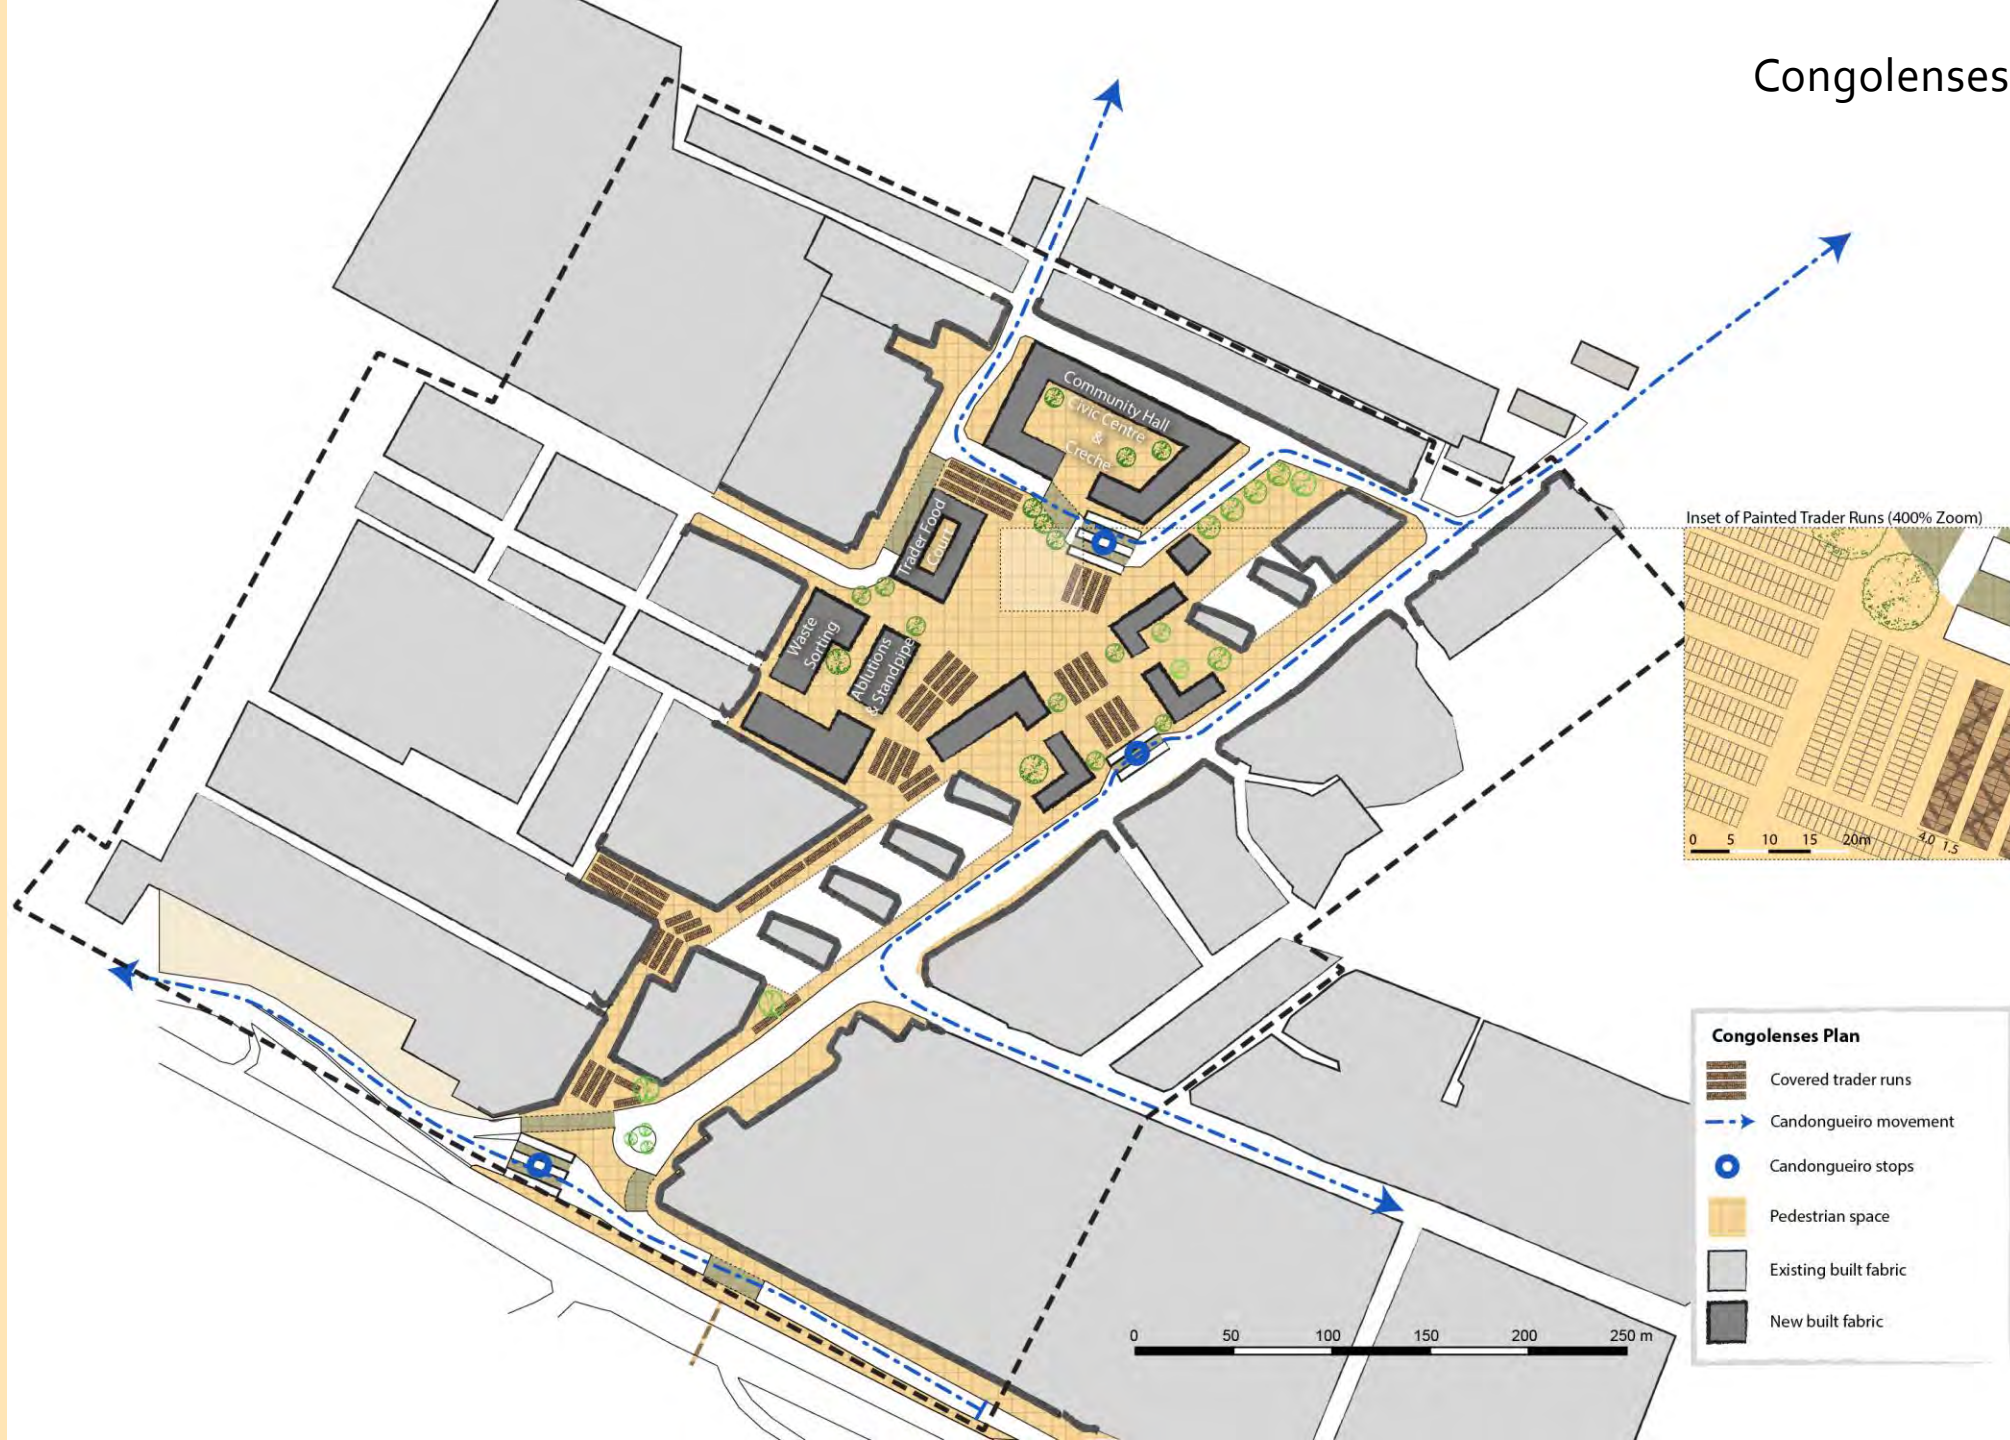 Congolenses
Community Hall
Civic Centre
&
Creche
Trader Food
Court
Waste
Sorting
Ablutions
& Standpipe
Inset of Painted Trader Runs (400% Zoom)
0 5 10 15 20m
4.0 1.5
Congolenses Plan
Covered trader runs
Candongueiro movement
Candongueiro stops
Pedestrian space
Existing built fabric
New built fabric
0 50 100 150 200 250 m